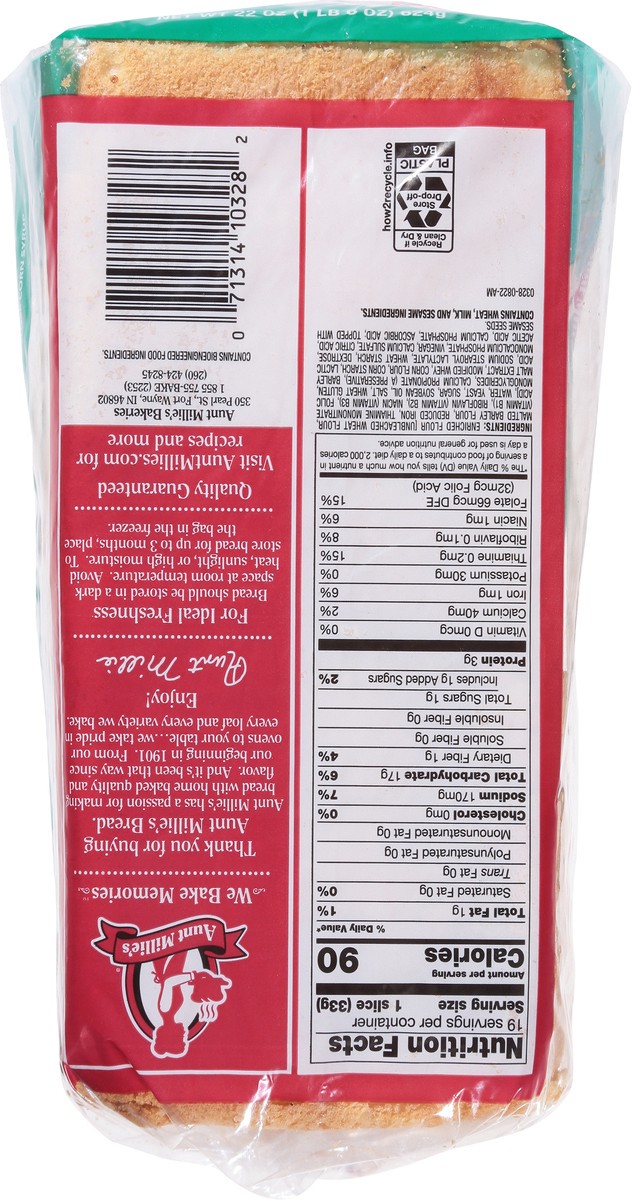 Nutrition Facts
19 servings per container
Serving size 1 slice (33g)
Amount per serving
Calories 90
% Daily Value*
Total Fat 1g 1%
Saturated Fat 0g 0%
Trans Fat 0g
Polyunsaturated Fat 0g
Monounsaturated Fat 0g
Cholesterol 0mg 0%
Sodium 170mg 7%
Total Carbohydrate 17g 6%
Dietary Fiber 1g 4%
Soluble Fiber 0g
Insoluble Fiber 0g
Total Sugars 1g
Includes 1g Added Sugars 2%
Protein 3g
Vitamin D 0mcg 0%
Calcium 40mg 2%
Iron 1mg 6%
Potassium 30mg 0%
Thiamine 0.2mg 15%
Riboflavin 0.1mg 8%
Niacin 1mg 6%
Folate 66mcg DFE 15%
(32mcg Folic Acid)
*The % Daily Value (DV) tells you how much a nutrient in
a serving of food contributes to a daily diet. 2,000 calories
a day is used for general nutrition advice.
INGREDIENTS: ENRICHED FLOUR (UNBLEACHED WHEAT FLOUR,
MALTED BARLEY FLOUR, REDUCED IRON, THIAMINE MONONITRATE
(VITAMIN B1), RIBOFLAVIN (VITAMIN B2), NIACIN (VITAMIN B3), FOLIC
ACID), WATER, YEAST, SUGAR, SOYBEAN OIL, SALT, WHEAT GLUTEN,
MONOGLYCERIDES, CALCIUM PROPIONATE (A PRESERVATIVE), BARLEY
MALT EXTRACT, MODIFIED WHEY, CORN FLOUR, CORN STARCH, LACTIC
ACID, SODIUM STEAROYL LACTYLATE, WHEAT STARCH, DEXTROSE,
MONOCALCIUM PHOSPHATE, VINEGAR, CALCIUM SULFATE, CITRIC ACID,
ACETIC ACID, CALCIUM PHOSPHATE, ASCORBIC ACID, TOPPED WITH
SESAME SEEDS.
CONTAINS WHEAT, MILK, AND SESAME INGREDIENTS.
0328-0822-AM
Recycle if
Clean & Dry
Store
Drop-off
PLASTIC
BAG
how2recycle.info
Aunt Millie's
®
We Bake Memories™
Thank you for buying
Aunt Millie's Bread.
Aunt Millie's has a passion for making
bread with home baked quality and
flavor. And it's been that way since
our beginning in 1901. From our
ovens to your table...we take pride in
every loaf and every variety we bake.
Enjoy!
Aunt Millie
For Ideal Freshness
Bread should be stored in a dark
space at room temperature. Avoid
heat, sunlight, or high moisture. To
store bread for up to 3 months, place
the bag in the freezer.
Quality Guaranteed
Visit AuntMillies.com for
recipes and more
Aunt Millie's Bakeries
350 Pearl St., Fort Wayne, IN 46802
1 855-755-BAKE (2253)
(260) 424-8245
CONTAINS BIOENGINEERED FOOD INGREDIENTS
0 71314 10328 2
NET WT 22 OZ (1 LB 6 OZ) 624g
CORN SYRUP